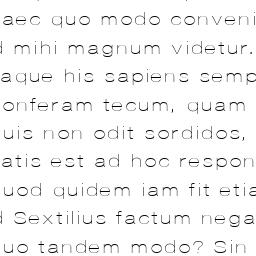 aec quo modo conveni
d mihi magnum videtur.
aque his sapiens semp
onferam tecum, quam
uis non odit sordidos,
atis est ad hoc respon
uod quidem iam fit etia
d Sextilius factum nega
uo tandem modo? Sin